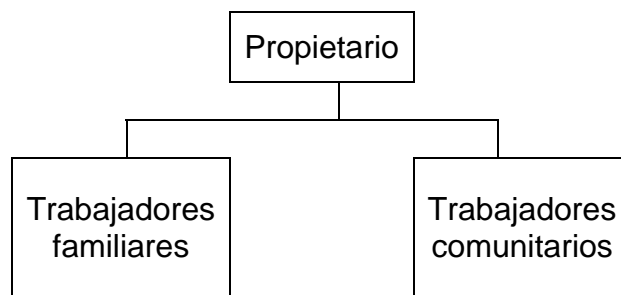 Propietario
Trabajadores
familiares
Trabajadores
comunitarios